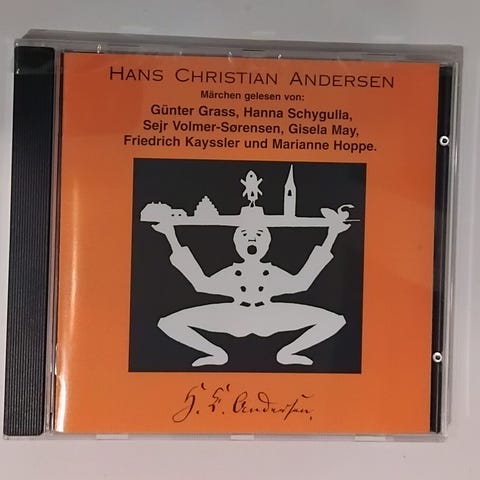 HANS CHRISTIAN ANDERSEN
Märchen gelesen von:
Günter Grass, Hanna Schygulla,
Sejr Volmer-Sørensen, Gisela May,
Friedrich Kayssler und Marianne Hoppe.
H. C. Andersen.